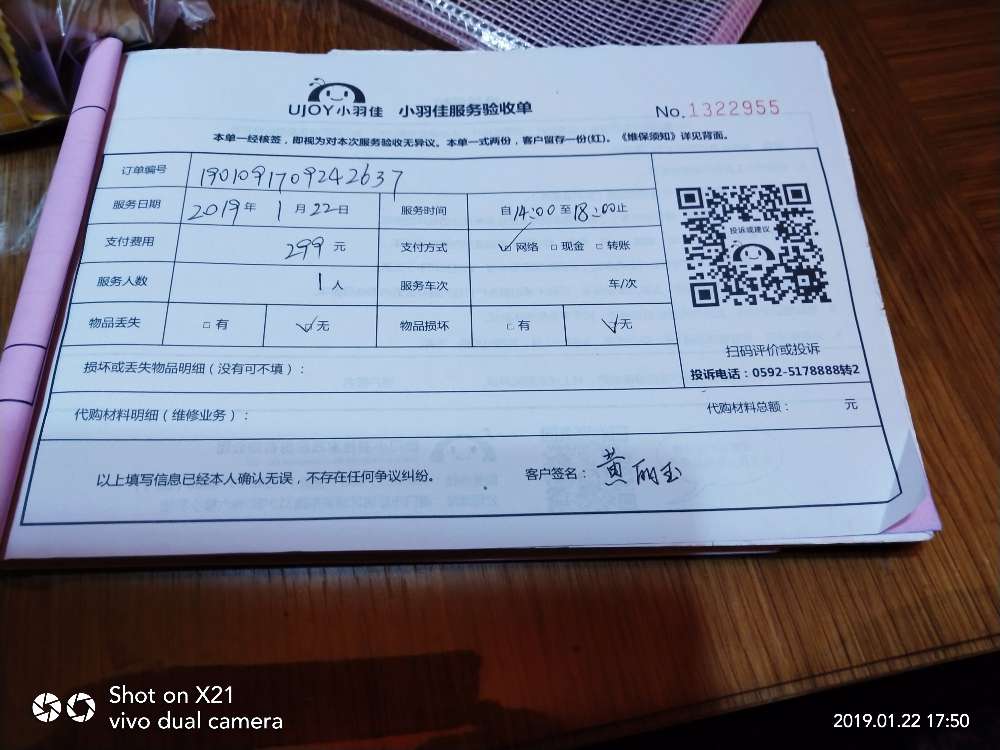 UJOY小羽佳 小羽佳服务验收单 No.1322955
本单一经核签，即视为对本次服务验收无异议。本单一式两份，客户留存一份(红)。《维保须知》详见背面。
订单编号 1901091709242637
服务日期 2019年 1月22日 服务时间 自14:00至18:00止
投诉或建议
支付费用 299元 支付方式 ☑网络 □现金 □转账
服务人数 1人 服务车次 车/次
物品丢失 □有 ☑无 物品损坏 □有 ☑无
扫码评价或投诉
投诉电话：0592-5178888转2
损坏或丢失物品明细（没有可不填）：
代购材料明细（维修业务）： 代购材料总额： 元
以上填写信息已经本人确认无误，不存在任何争议纠纷。 客户签名：黄丽玉
Shot on X21
vivo dual camera
2019.01.22 17:50